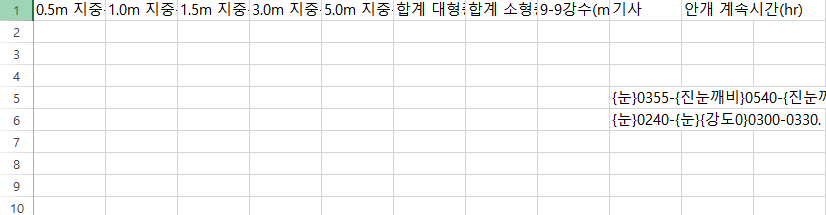 1 0.5m 지중 1.0m 지중 1.5m 지중 3.0m 지중 5.0m 지중 합계 대형 합계 소형 9-9강수(m 기사 안개 계속시간(hr)
2
3
4
5 {눈}0355-{진눈깨비}0540-{진눈
6 {눈}0240-{눈}{강도0}0300-0330.
7
8
9
10